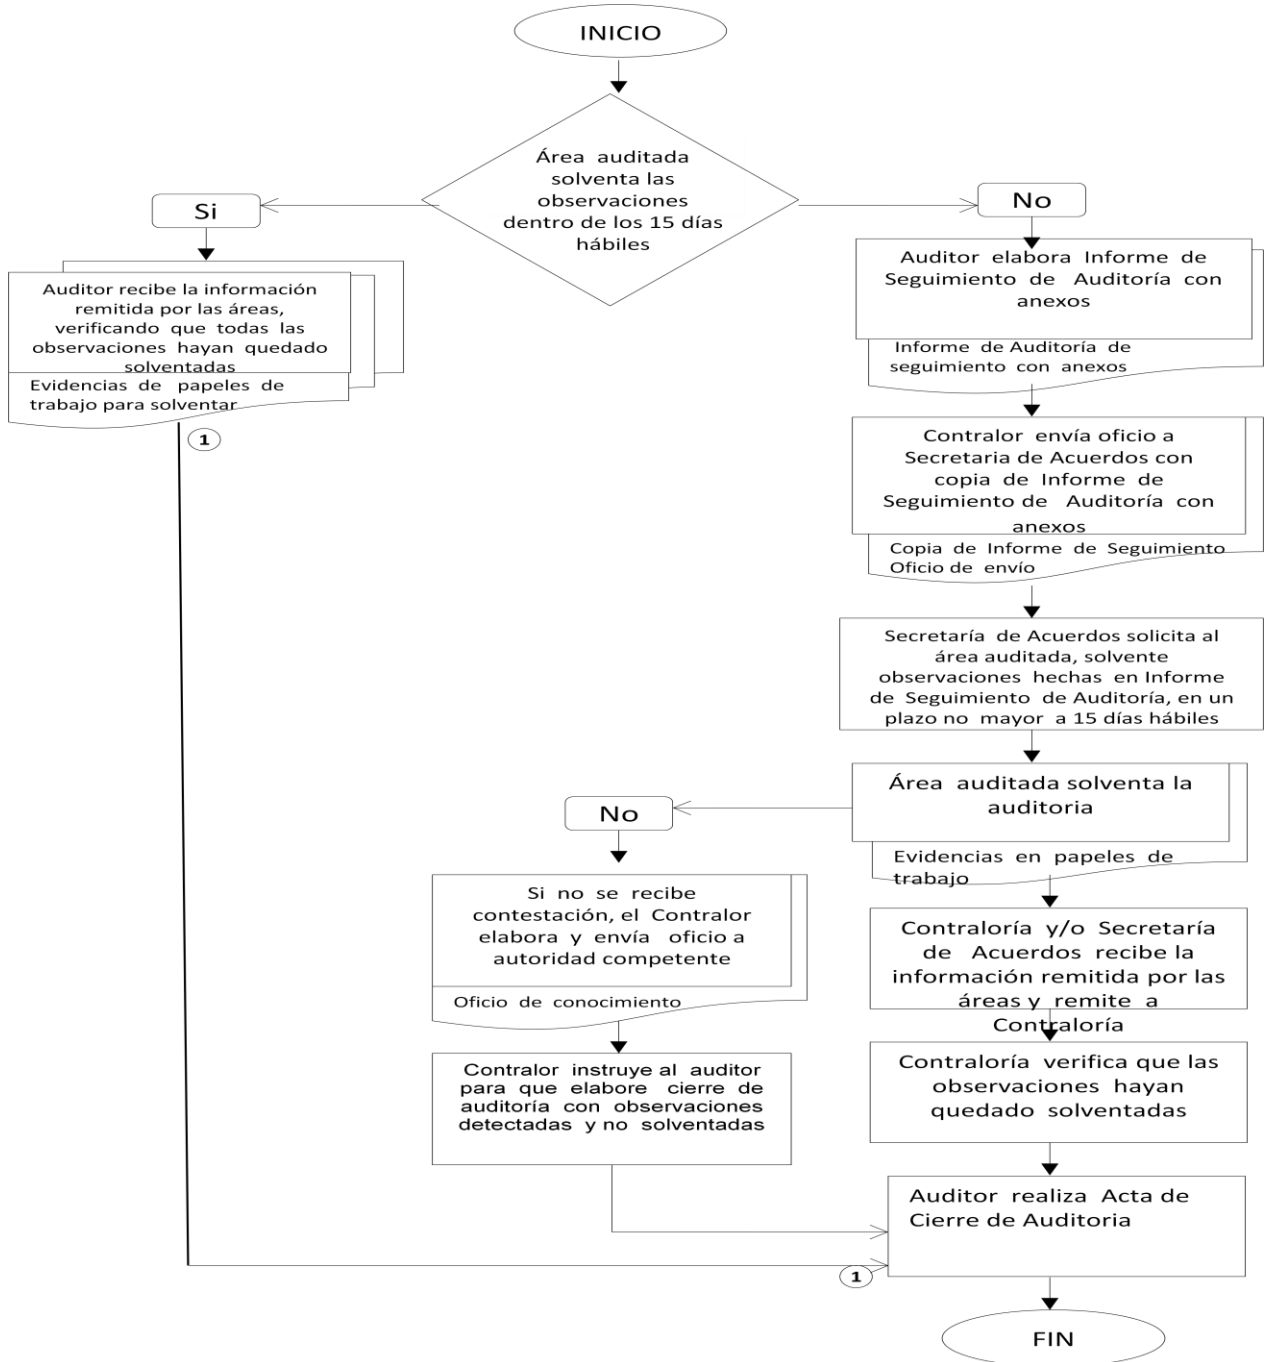 INICIO
Área auditada
solventa las
observaciones
dentro de los 15 días
hábiles
Si
No
Auditor recibe la información
remitida por las áreas,
verificando que todas las
observaciones hayan quedado
solventadas
Evidencias de papeles de
trabajo para solventar
1
Auditor elabora Informe de
Seguimiento de Auditoría con
anexos
Informe de Auditoría de
seguimiento con anexos
Contralor envía oficio a
Secretaria de Acuerdos con
copia de Informe de
Seguimiento de Auditoría con
anexos
Copia de Informe de Seguimiento
Oficio de envío
Secretaría de Acuerdos solicita al
área auditada, solvente
observaciones hechas en Informe
de Seguimiento de Auditoría, en un
plazo no mayor a 15 días hábiles
Área auditada solventa la
auditoria
Evidencias en papeles de
trabajo
No
Si no se recibe
contestación, el Contralor
elabora y envía oficio a
autoridad competente
Oficio de conocimiento
Contralor instruye al auditor
para que elabore cierre de
auditoría con observaciones
detectadas y no solventadas
Contraloría y/o Secretaría
de Acuerdos recibe la
información remitida por las
áreas y remite a
Contraloría
Contraloría verifica que las
observaciones hayan
quedado solventadas
Auditor realiza Acta de
Cierre de Auditoria
1
FIN